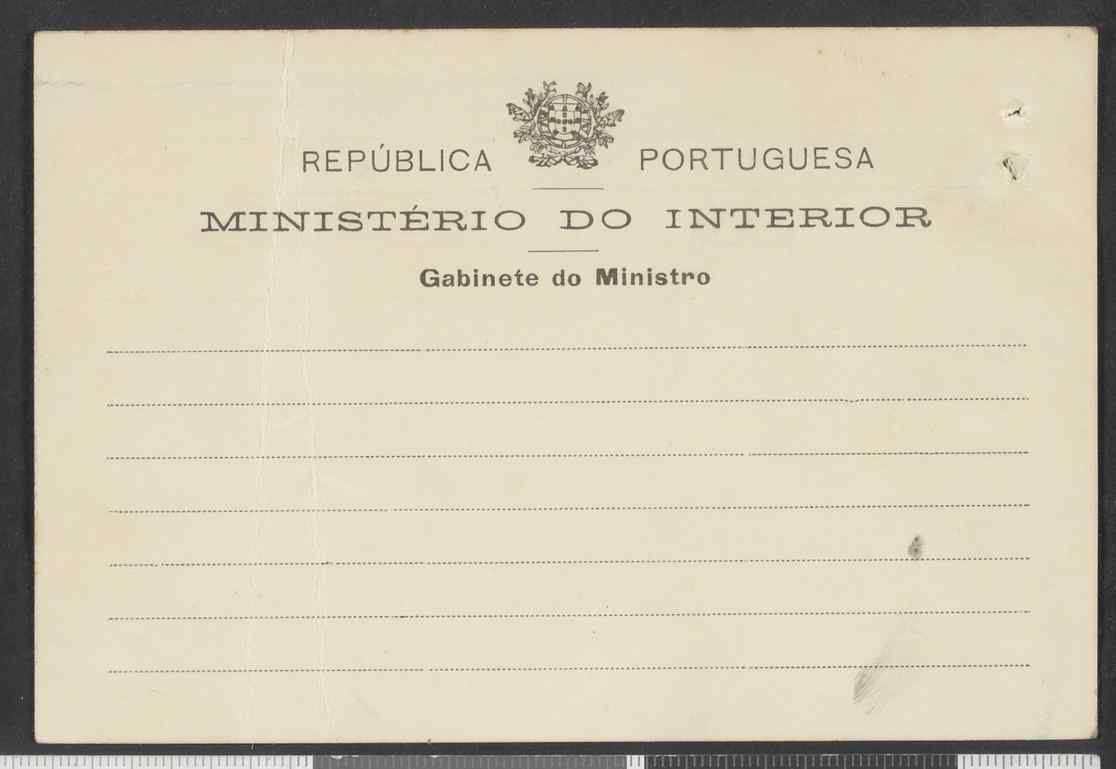 REPÚBLICA PORTUGUESA
MINISTÉRIO DO INTERIOR
Gabinete do Ministro